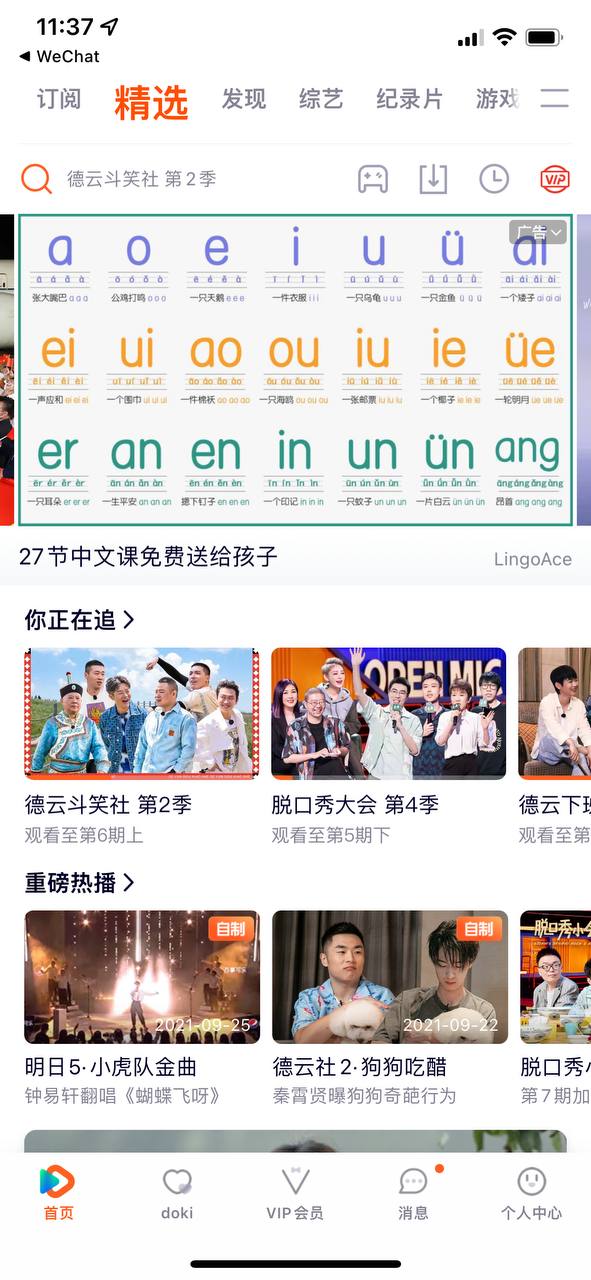 11:37
WeChat
订阅 精选 发现 综艺 纪录片 游戏
德云斗笑社 第2季
VIP
广告
a o e i u ü ai
ā á ǎ à ō ó ǒ ò ē é ě è ī í ǐ ì ū ú ǔ ù ǖ ǘ ǚ ǜ āi ái ǎi ài
张大嘴巴 a a a 公鸡打鸣 o o o 一只天鹅 e e e 一件衣服 i i i 一只乌龟 u u u 一只金鱼 ü ü ü 一个矮子 ai ai ai
ei ui ao ou iu ie üe
ēi éi ěi èi uī uí uǐ uì āo áo ǎo ào ōu óu ǒu òu iū iú iǔ iù iē ié iě iè üē üé üě üè
一声应和 ei ei ei 一个围巾 ui ui ui 一件棉袄 ao ao ao 一只海鸥 ou ou ou 一张邮票 iu iu iu 一个椰子 ie ie ie 一轮明月 üe üe üe
er an en in un ün ang
ēr ér ěr èr ān án ǎn àn ēn én ěn èn īn ín ǐn ìn ūn ún ǔn ùn ǖn ǘn ǚn ǜn āng áng ǎng àng
一只耳朵 er er er 一生平安 an an an 摁下钉子 en en en 一个印记 in in in 一只蚊子 un un un 一片白云 ün ün ün 昂首 ang ang ang
27节中文课免费送给孩子 LingoAce
你正在追
OPEN MIC
德云斗笑社 第2季 脱口秀大会 第4季 德云下班
观看至第6期上 观看至第5期下 观看至第
重磅热播
自制 自制 脱口秀小会
2021-09-25 2021-09-22
明日5·小虎队金曲 德云社2·狗狗吃醋 脱口秀小
钟易轩翻唱《蝴蝶飞呀》 秦霄贤曝狗狗奇葩行为 第7期加
首页 doki VIP会员 消息 个人中心